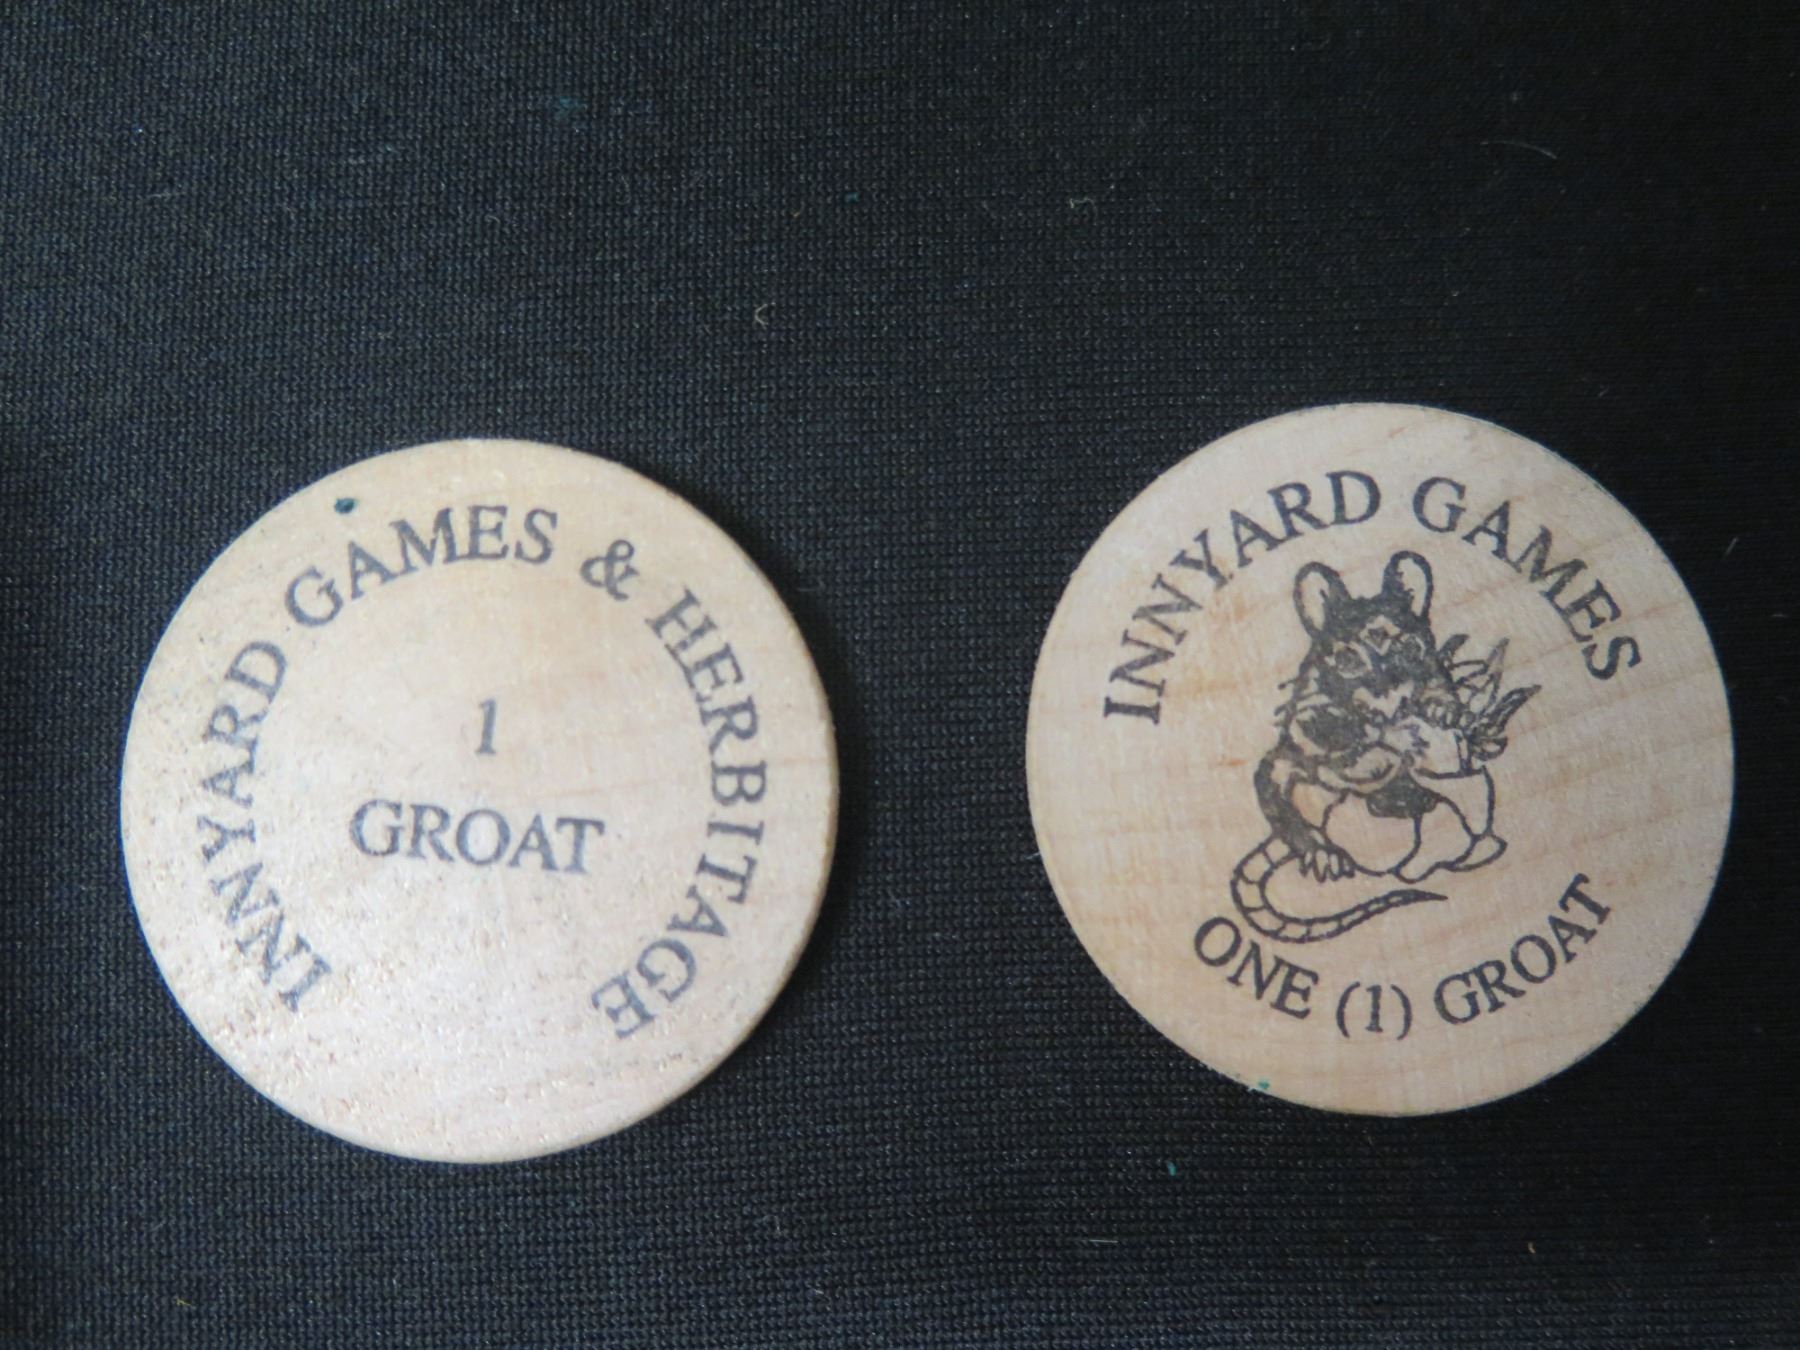 INNYARD GAMES & HERBITAGE
1
GROAT
INNYARD GAMES
ONE (1) GROAT